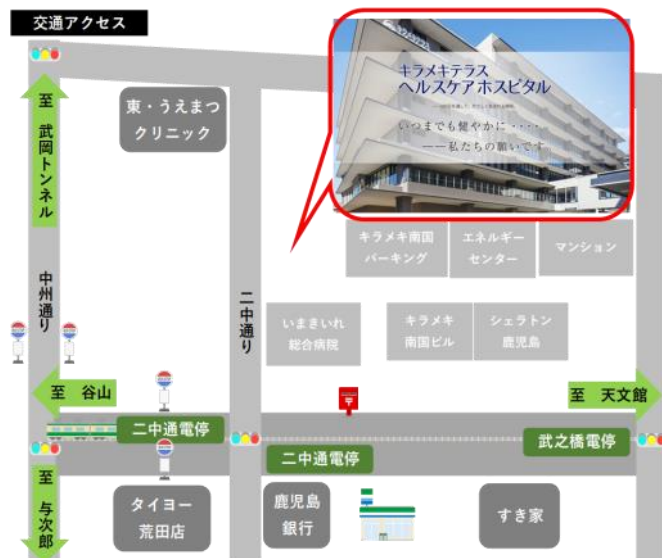 交通アクセス
キラメキテラス
ヘルスケアホスピタル
いつまでも健やかに・・・・
――私たちの願いです
東・うえまつ
クリニック
至 武岡トンネル
中州通り
二中通り
キラメキ南国
パーキング
エネルギー
センター
マンション
いまきいれ
総合病院
キラメキ
南国ビル
シェラトン
鹿児島
至 谷山
至 天文館
二中通電停
武之橋電停
二中通電停
至 与次郎
タイヨー
荒田店
鹿児島
銀行
すき家